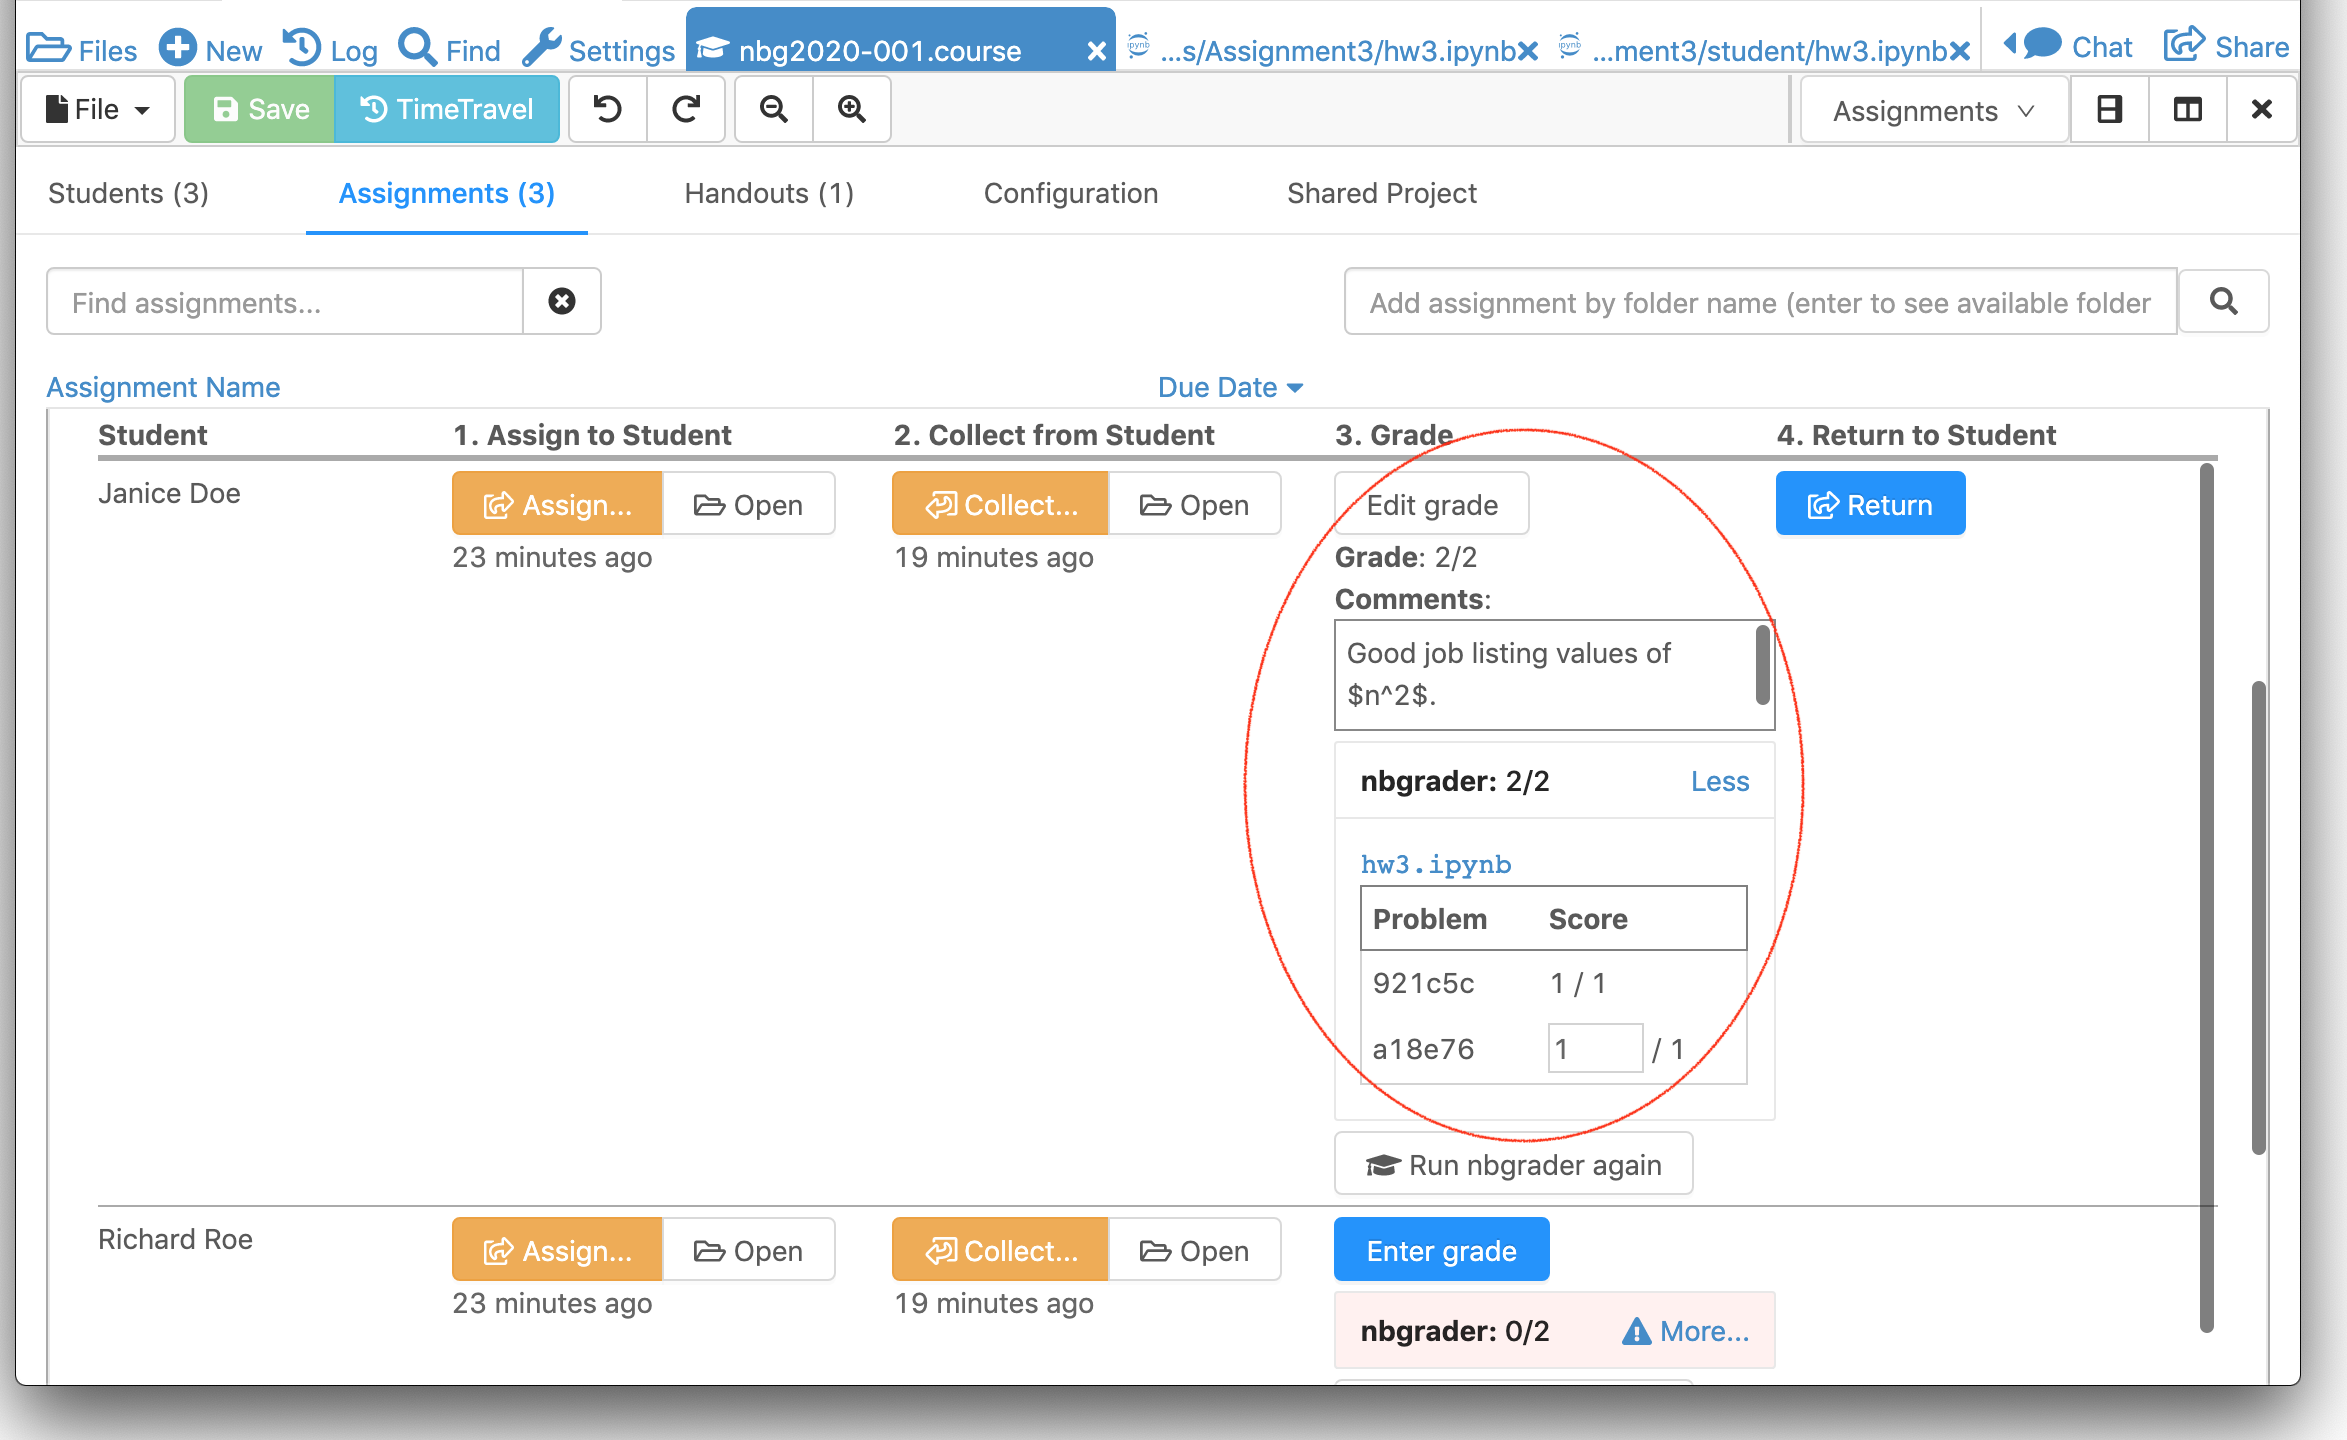 Files New Log Find Settings nbg2020-001.course ...s/Assignment3/hw3.ipynb ...ment3/student/hw3.ipynb Chat Share
File Save TimeTravel Assignments
Students (3) Assignments (3) Handouts (1) Configuration Shared Project
Find assignments... Add assignment by folder name (enter to see available folder
Assignment Name Due Date
Student 1. Assign to Student 2. Collect from Student 3. Grade 4. Return to Student
Janice Doe Assign... Open Collect... Open Edit grade Return
23 minutes ago 19 minutes ago Grade: 2/2
Comments:
Good job listing values of
$n^2$.
nbgrader: 2/2 Less
hw3.ipynb
Problem Score
921c5c 1 / 1
a18e76 1 / 1
Run nbgrader again
Richard Roe Assign... Open Collect... Open Enter grade
23 minutes ago 19 minutes ago
nbgrader: 0/2 More...